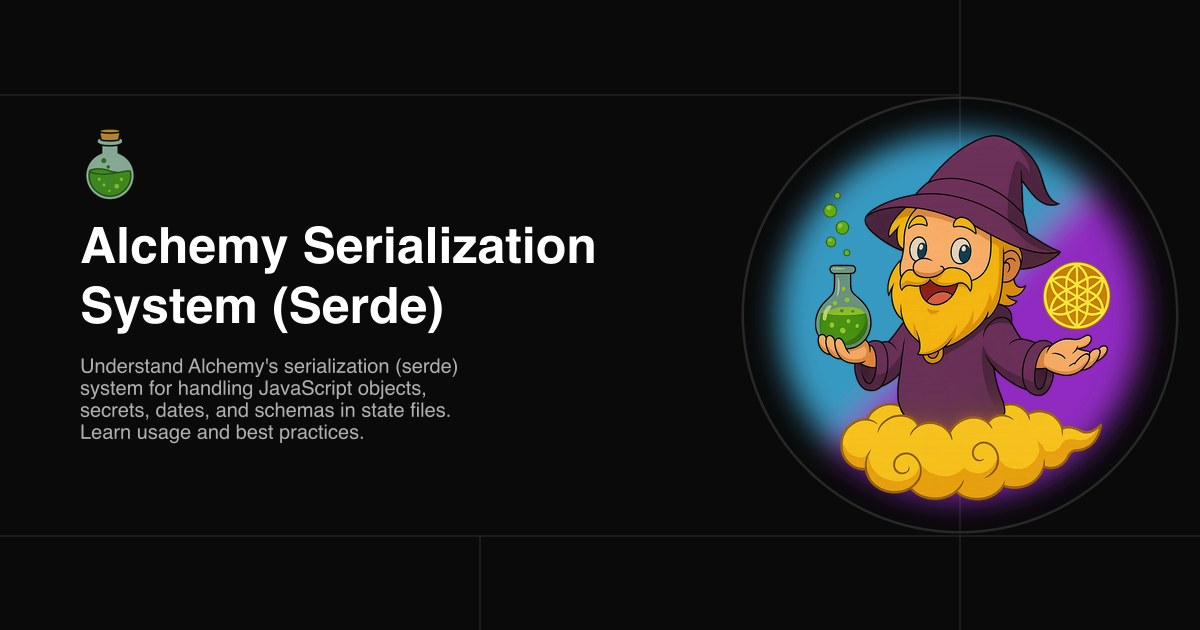 Alchemy Serialization
System (Serde)
Understand Alchemy's serialization (serde)
system for handling JavaScript objects,
secrets, dates, and schemas in state files.
Learn usage and best practices.